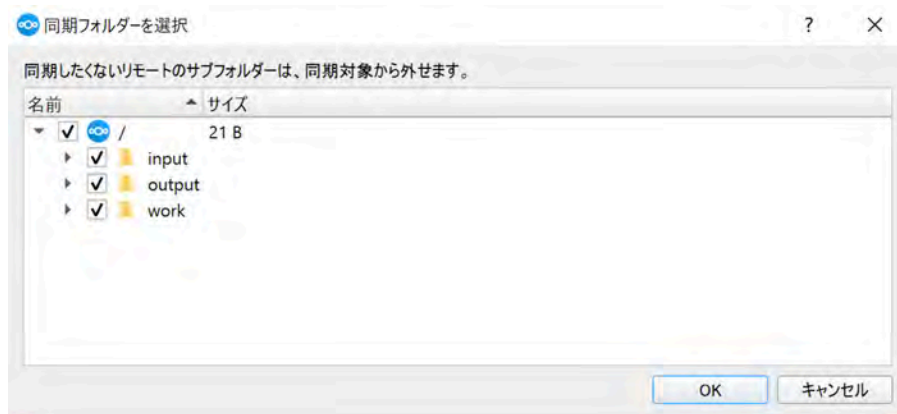 同期フォルダーを選択
同期したくないリモートのサブフォルダーは、同期対象から外せます。
名前 サイズ
/ 21 B
input
output
work
OK キャンセル